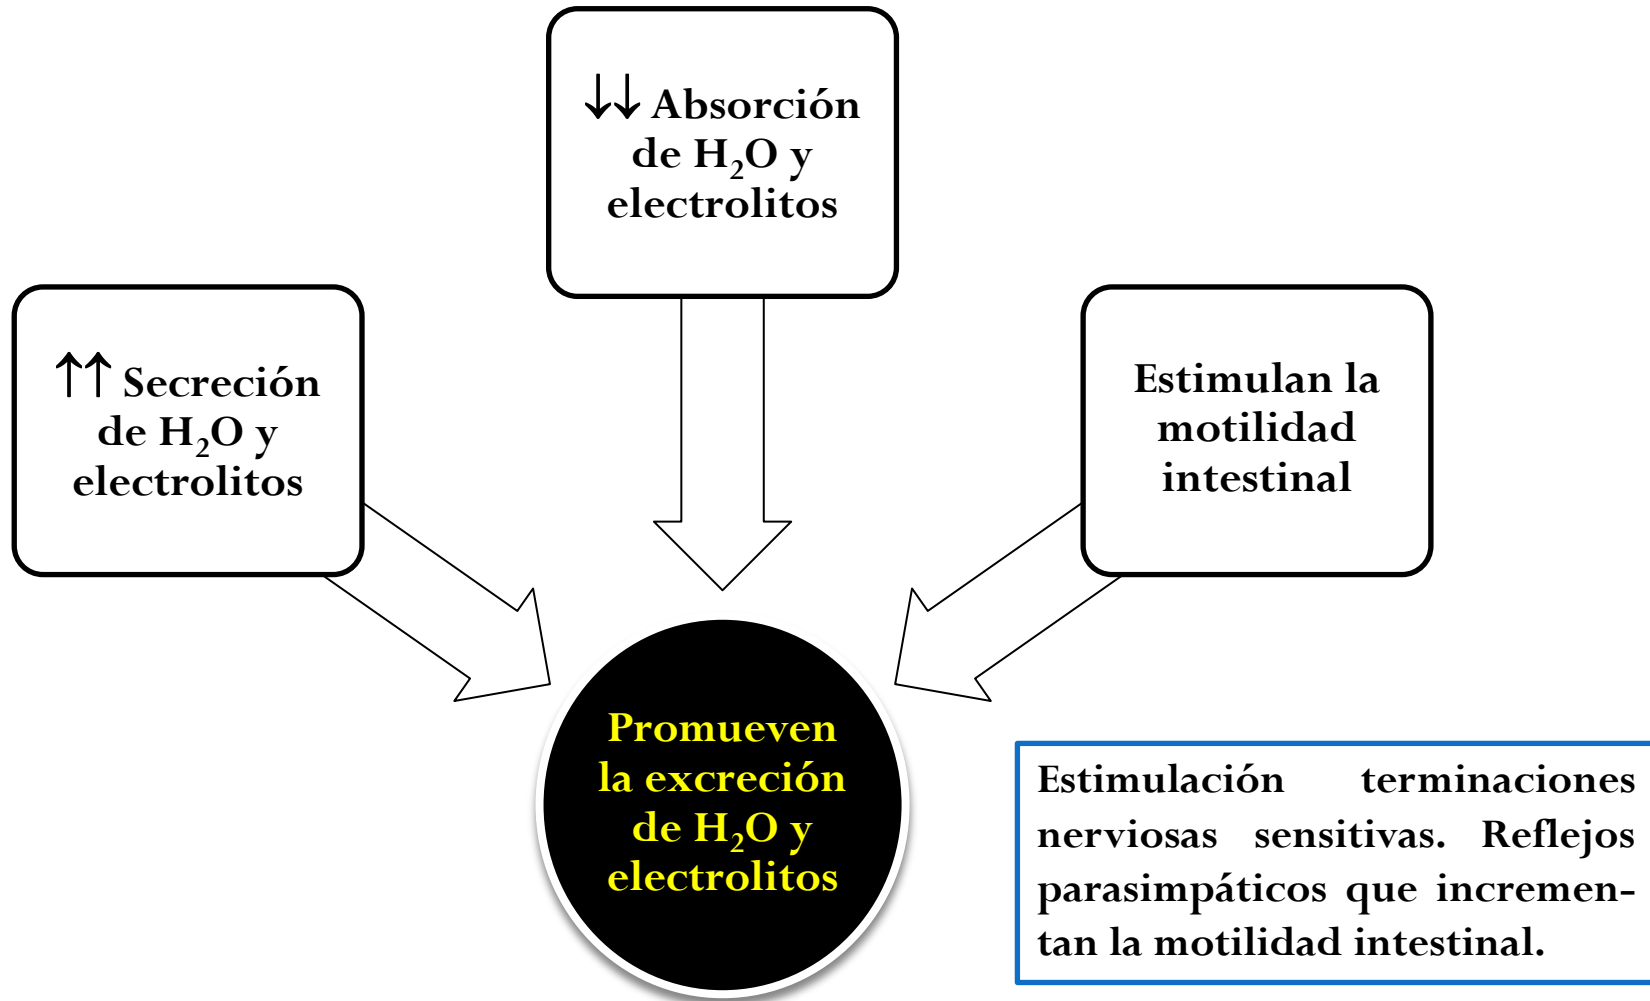 ↓↓ Absorción
de H₂O y
electrolitos
↑↑ Secreción
de H₂O y
electrolitos
Estimulan la
motilidad
intestinal
Promueven
la excreción
de H₂O y
electrolitos
Estimulación terminaciones
nerviosas sensitivas. Reflejos
parasimpáticos que incremen-
tan la motilidad intestinal.